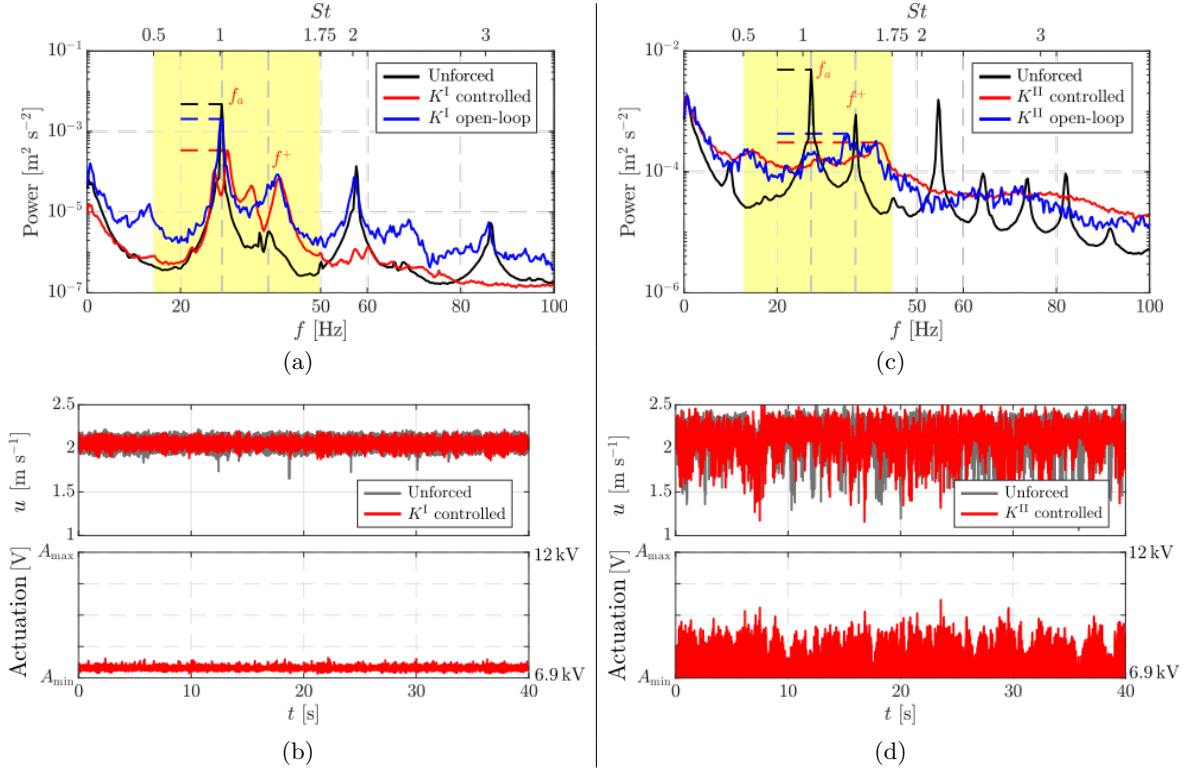 St
0.5 1 1.75 2 3
10⁻¹
10⁻³
10⁻⁵
10⁻⁷
Power [m² s⁻²]
f_a
f⁺
Unforced
K^I controlled
K^I open-loop
0 20 40 50 60 80 100
f [Hz]
(a)
2.5
2
1.5
1
u [m s⁻¹]
Unforced
K^I controlled
A_max
A_min
Actuation [V]
12 kV
6.9 kV
0 10 20 30 40
t [s]
(b)
St
0.5 1 1.75 2 3
10⁻²
10⁻⁴
10⁻⁶
Power [m² s⁻²]
f_a
f⁺
Unforced
K^II controlled
K^II open-loop
0 20 40 50 60 80 100
f [Hz]
(c)
2.5
2
1.5
1
u [m s⁻¹]
Unforced
K^II controlled
A_max
A_min
Actuation [V]
12 kV
6.9 kV
0 10 20 30 40
t [s]
(d)